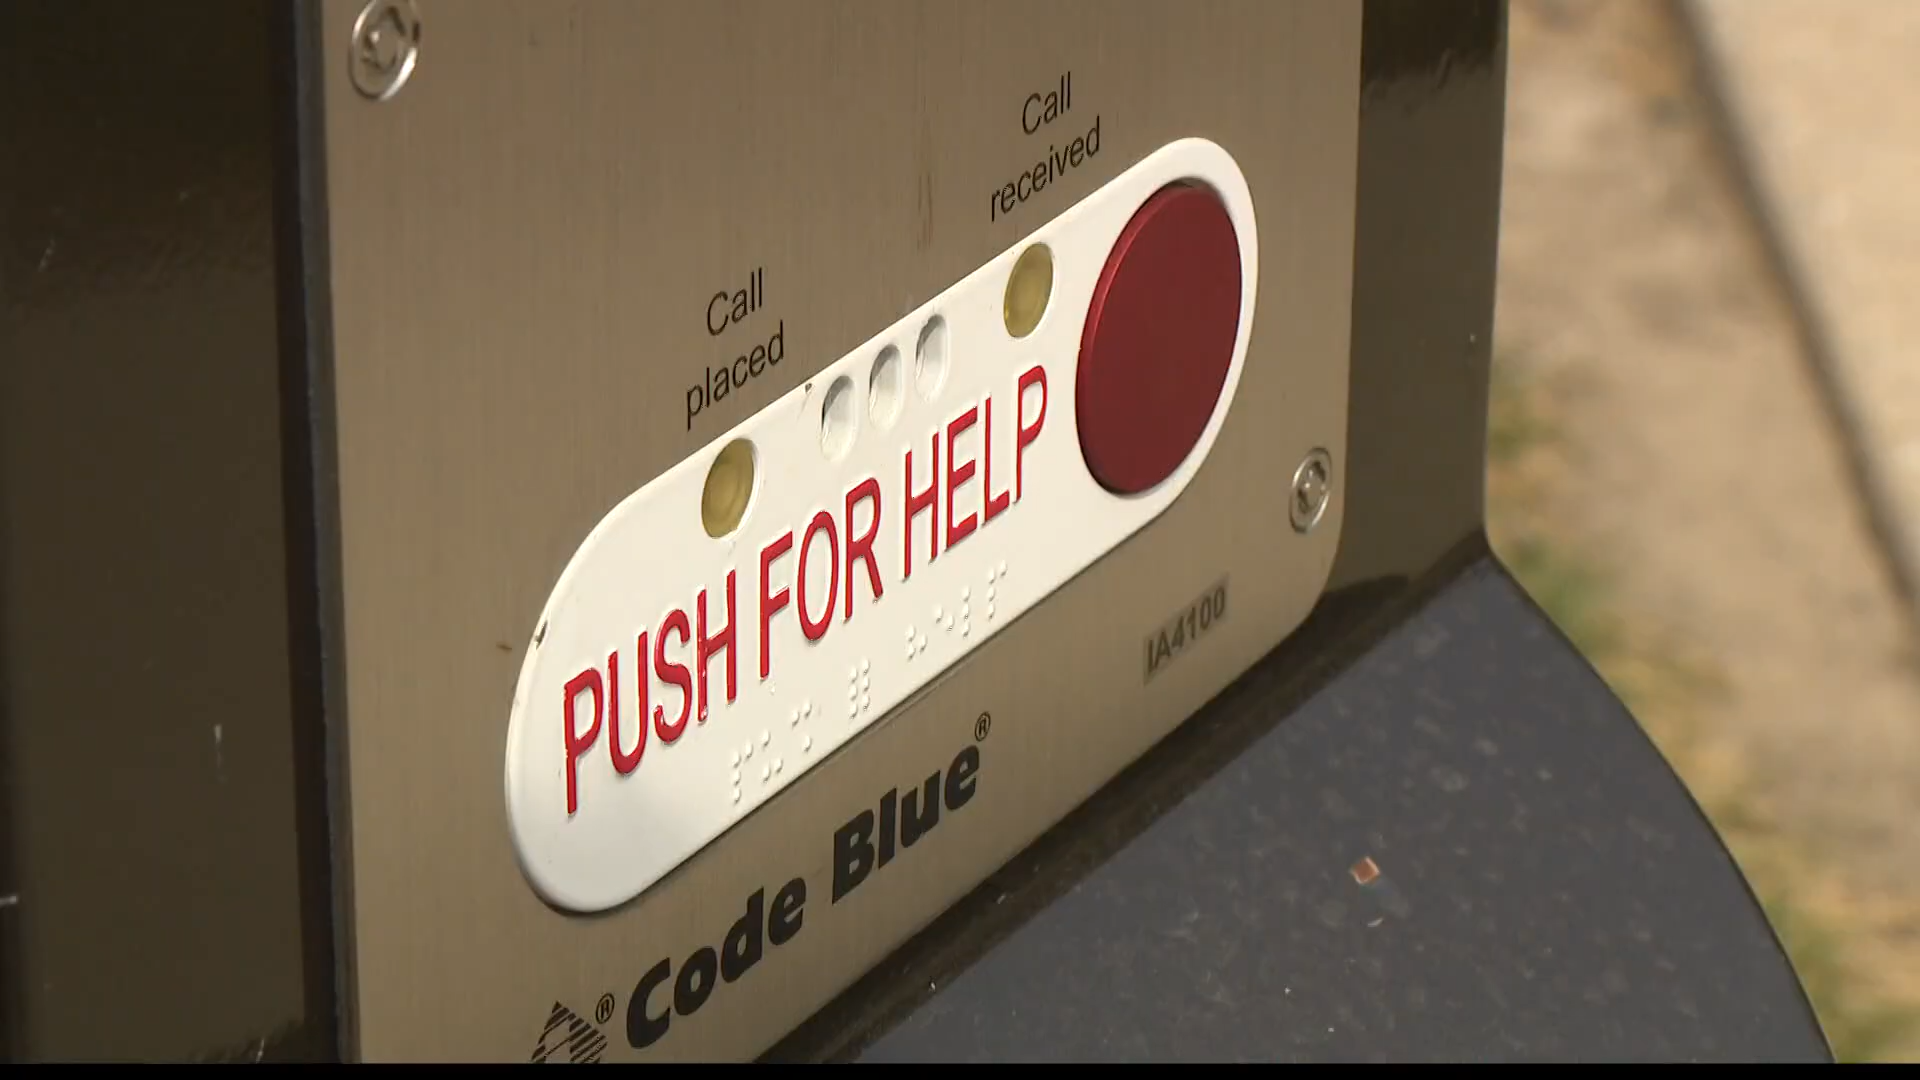 Call
received
Call
placed
PUSH FOR HELP
IA4100
® Code Blue®